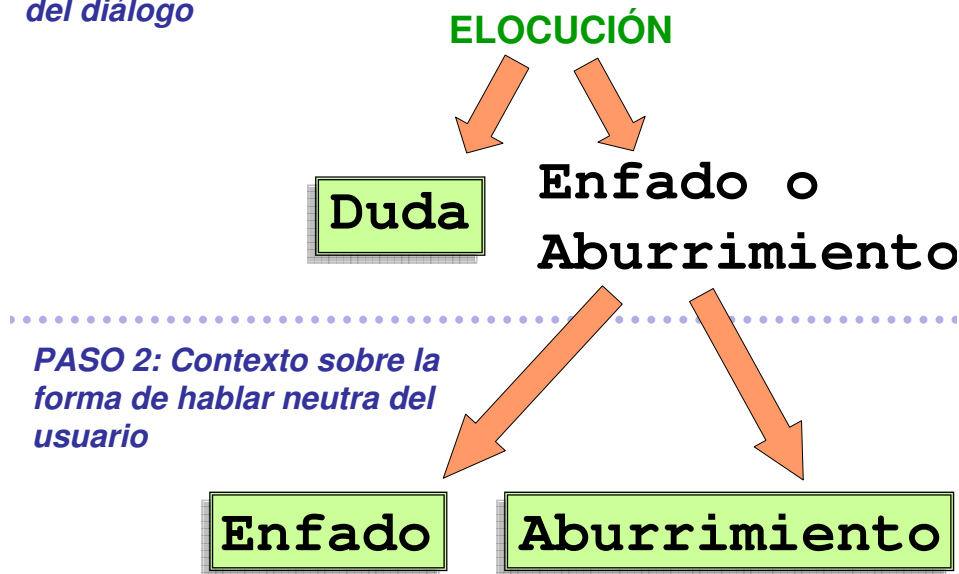 del diálogo
ELOCUCIÓN
Duda
Enfado o
Aburrimiento
PASO 2: Contexto sobre la
forma de hablar neutra del
usuario
Enfado
Aburrimiento